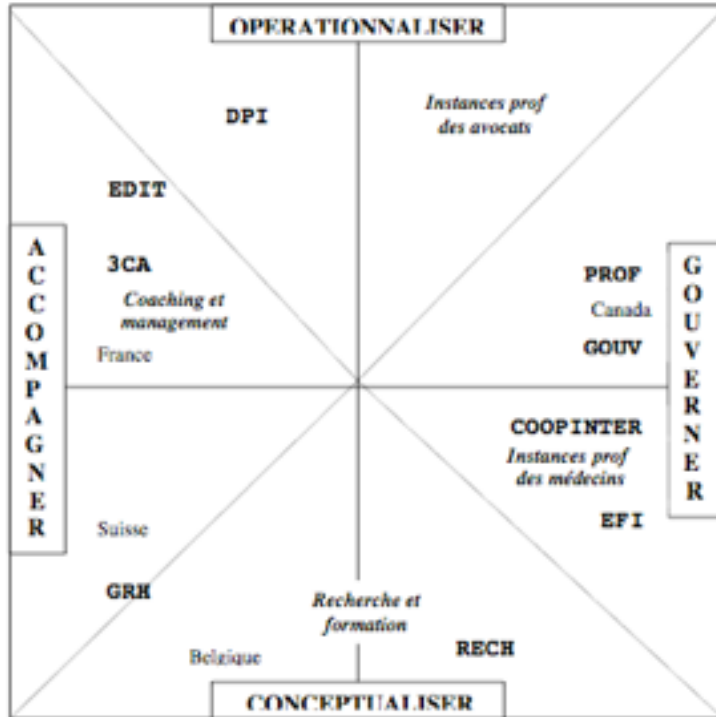 OPERATIONNALISER
Instances prof
des avocats
DPI
EDIT
ACCOMPAGNER
3CA
Coaching et
management
France
PROF
Canada
GOUV
GOUVERNER
COOPINTER
Instances prof
des médecins
EFI
Suisse
GRH
Recherche et
formation
Belgique
RECH
CONCEPTUALISER